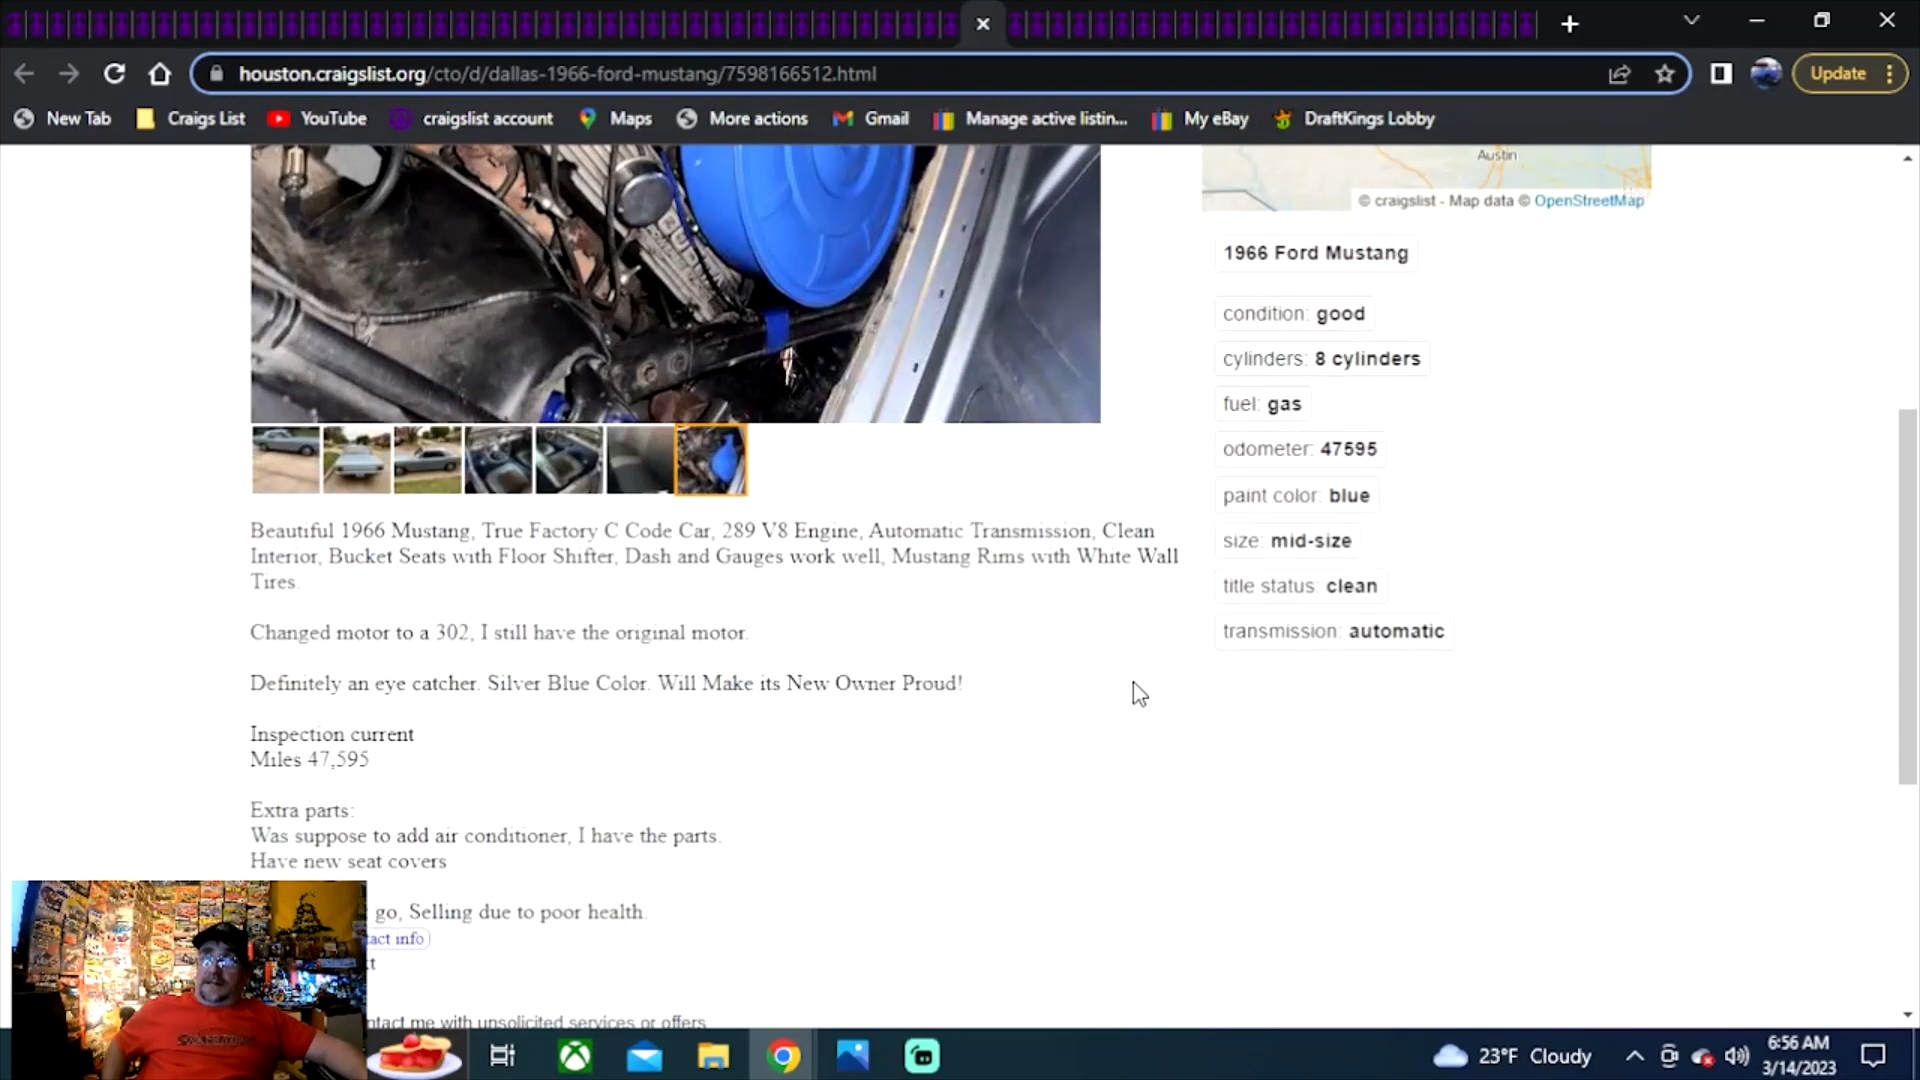 houston.craigslist.org/cto/d/dallas-1966-ford-mustang/7598166512.html
Update
New Tab
Craigs List
YouTube
craigslist account
Maps
More actions
Gmail
Manage active listin...
My eBay
DraftKings Lobby
Austin
© craigslist - Map data © OpenStreetMap
1966 Ford Mustang
condition: good
cylinders: 8 cylinders
fuel: gas
odometer: 47595
paint color: blue
size: mid-size
title status: clean
transmission: automatic
Beautiful 1966 Mustang, True Factory C Code Car, 289 V8 Engine, Automatic Transmission, Clean
Interior, Bucket Seats with Floor Shifter, Dash and Gauges work well, Mustang Rims with White Wall
Tires.
Changed motor to a 302, I still have the original motor.
Definitely an eye catcher. Silver Blue Color. Will Make its New Owner Proud!
Inspection current
Miles 47,595
Extra parts:
Was suppose to add air conditioner, I have the parts.
Have new seat covers
go, Selling due to poor health.
tact info
ntact me with unsolicited services or offers
23°F Cloudy
6:56 AM
3/14/2023